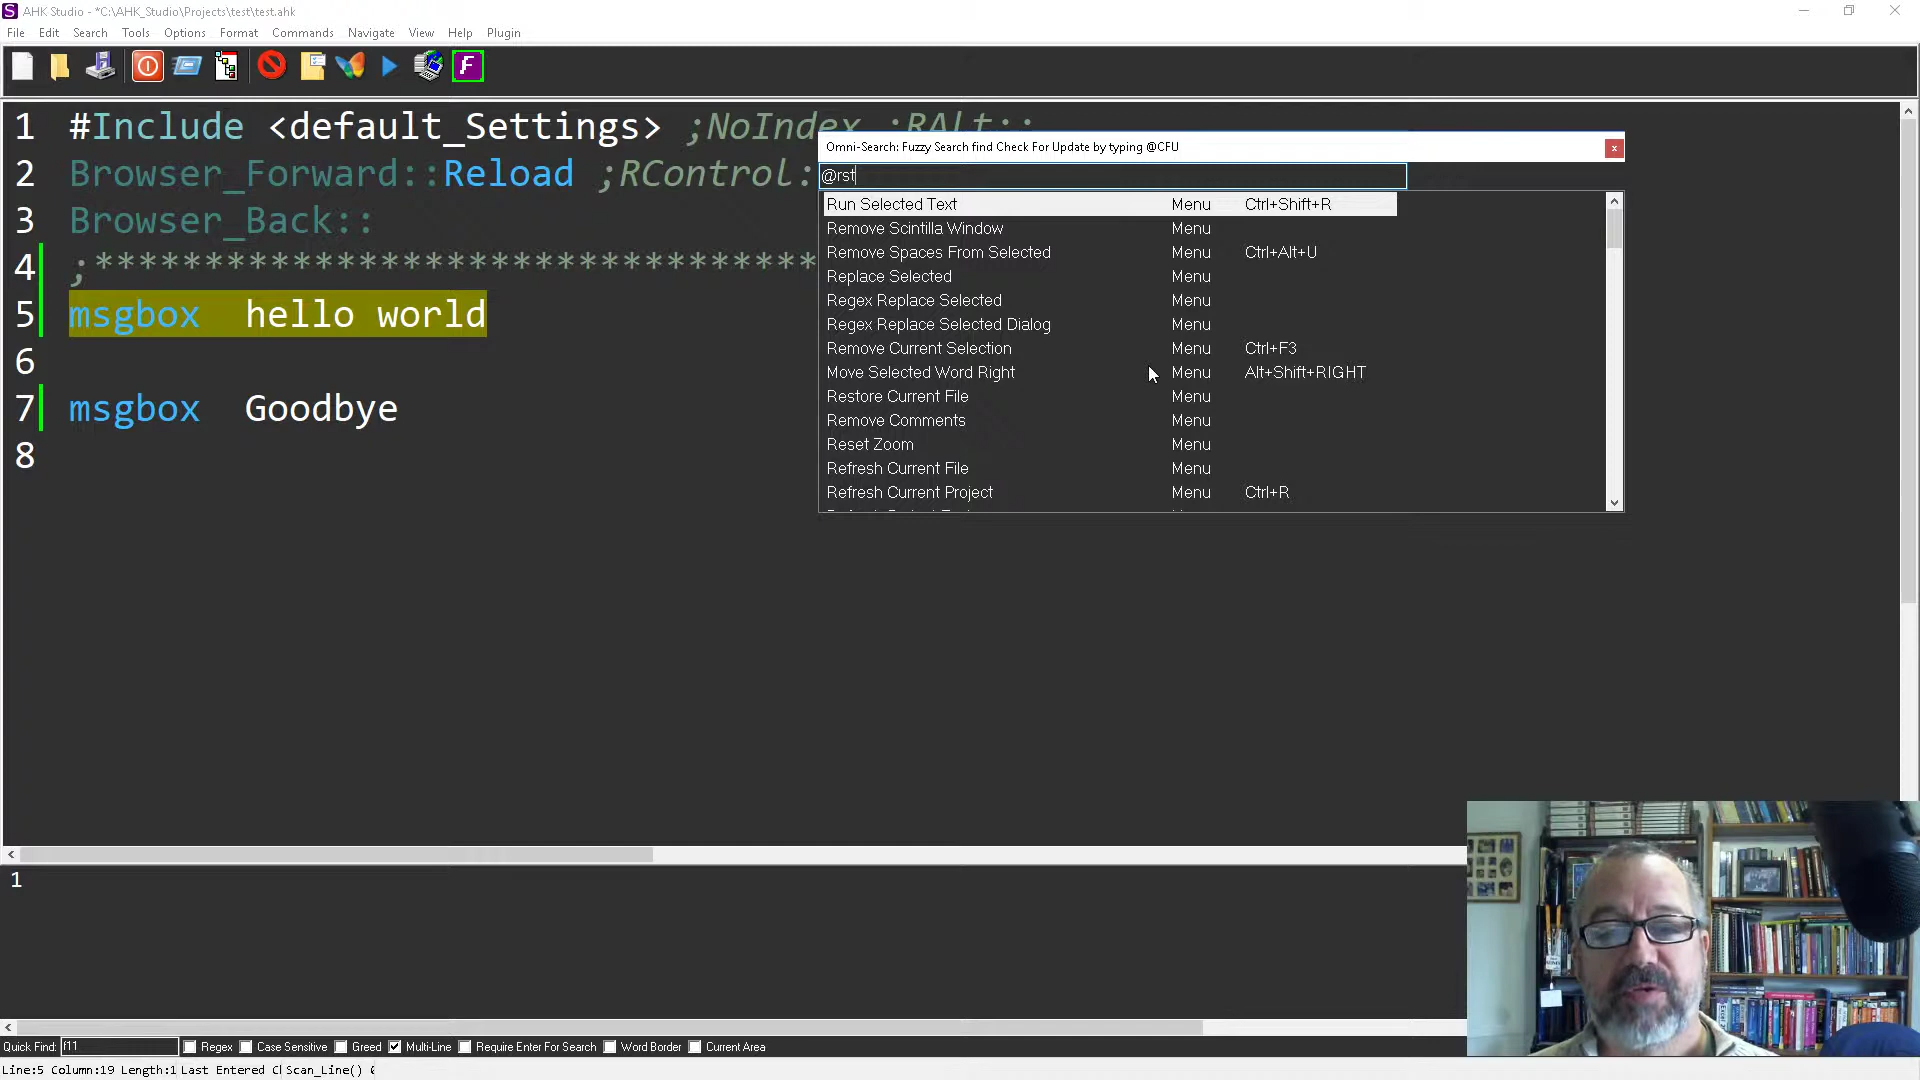 AHK Studio - *C:\AHK_Studio\Projects\test\test.ahk
File Edit Search Tools Options Format Commands Navigate View Help Plugin
1 #Include <default_Settings> ;NoIndex ;RAlt::
2 Browser_Forward::Reload ;RControl:
3 Browser_Back::
4 ;**********************************
5 msgbox hello world
6
7 msgbox Goodbye
8
Omni-Search: Fuzzy Search find Check For Update by typing @CFU
@rst
Run Selected Text Menu Ctrl+Shift+R
Remove Scintilla Window Menu
Remove Spaces From Selected Menu Ctrl+Alt+U
Replace Selected Menu
Regex Replace Selected Menu
Regex Replace Selected Dialog Menu
Remove Current Selection Menu Ctrl+F3
Move Selected Word Right Menu Alt+Shift+RIGHT
Restore Current File Menu
Remove Comments Menu
Reset Zoom Menu
Refresh Current File Menu
Refresh Current Project Menu Ctrl+R
1
Quick Find: f11 Regex Case Sensitive Greed Multi-Line Require Enter For Search Word Border Current Area
Line:5 Column:19 Length:1 Last Entered Cl Scan_Line()